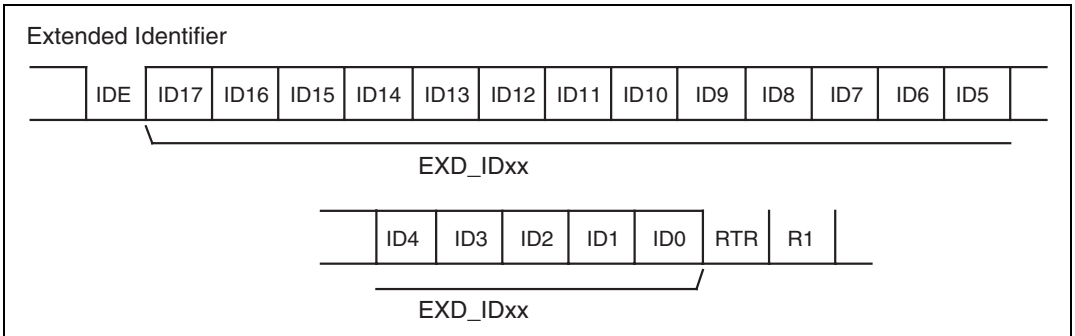 Extended Identifier
IDE ID17 ID16 ID15 ID14 ID13 ID12 ID11 ID10 ID9 ID8 ID7 ID6 ID5
EXD_IDxx
ID4 ID3 ID2 ID1 ID0 RTR R1
EXD_IDxx